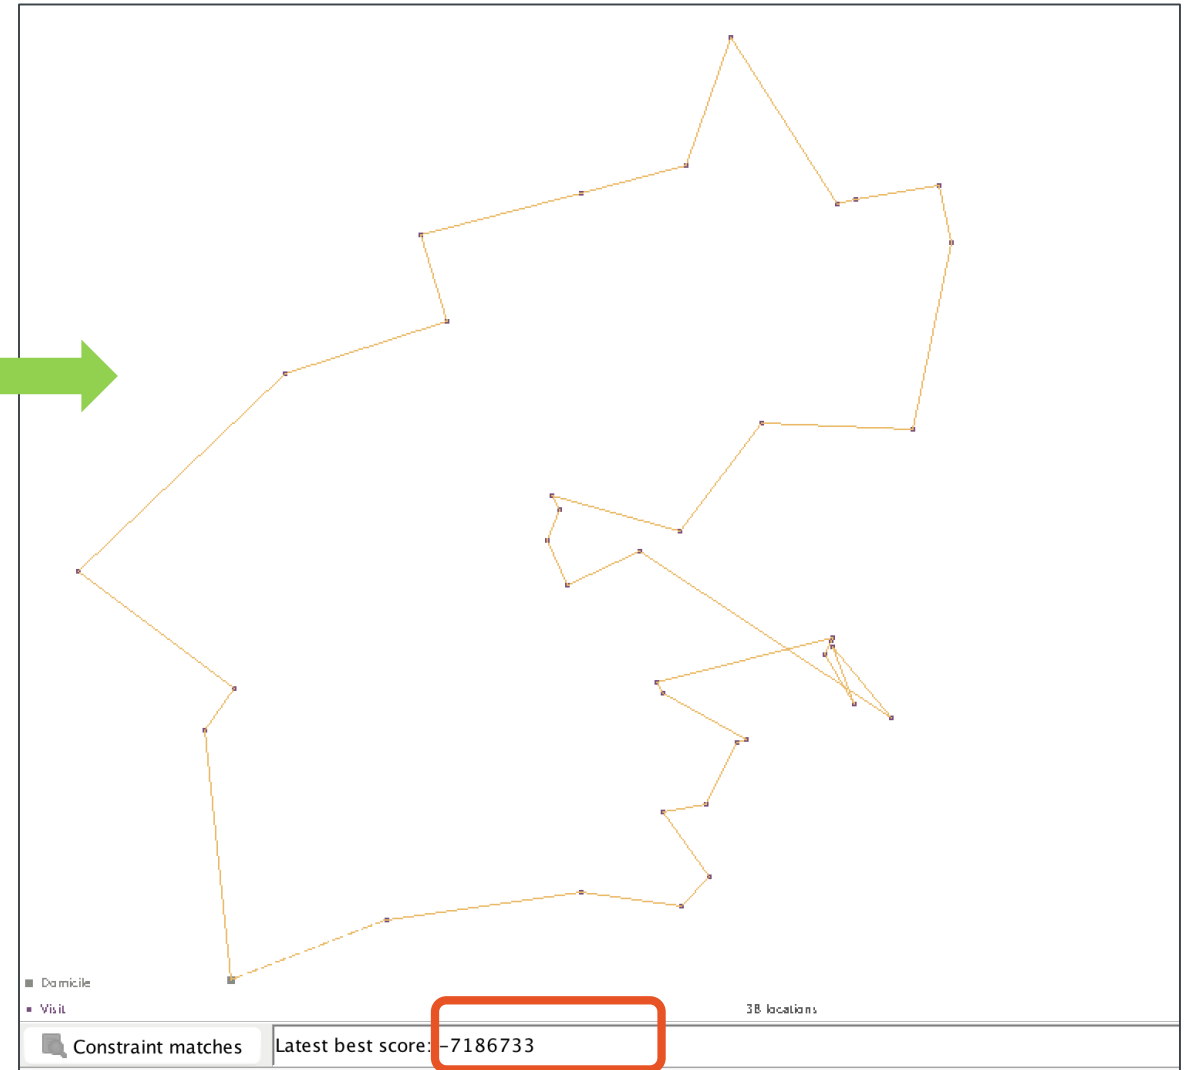 Domicile
Visit
38 locations
Constraint matches
Latest best score: -7186733